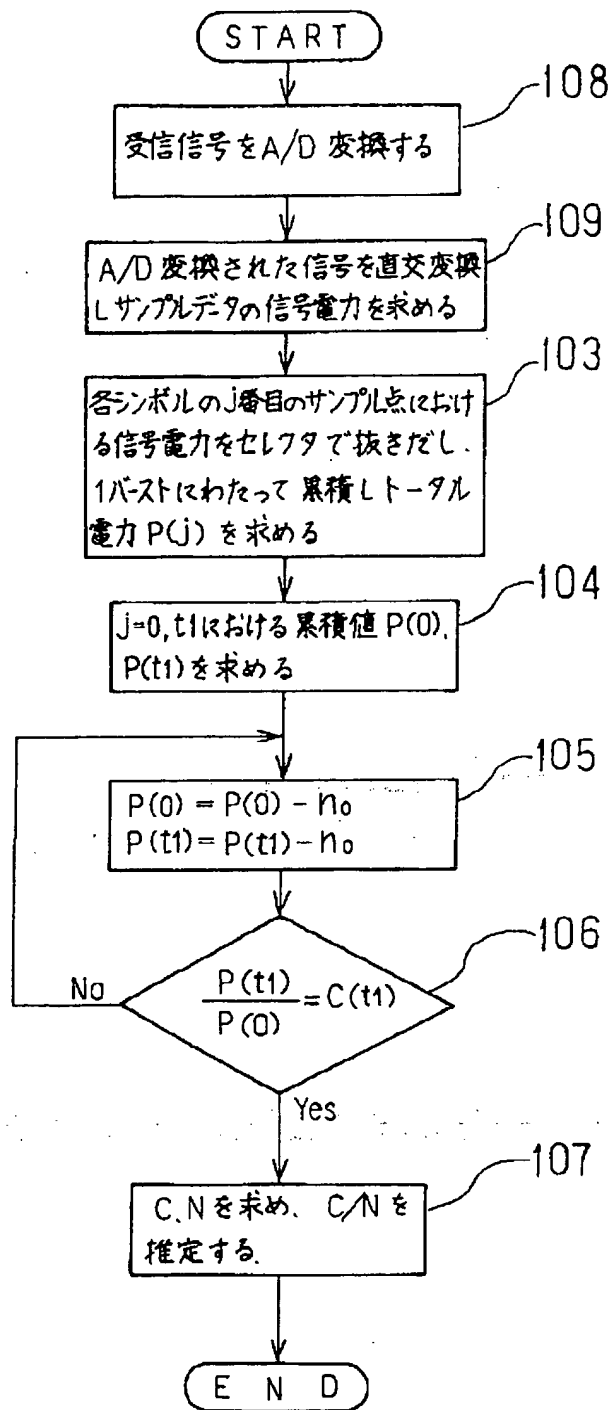 START
108
受信信号をA/D 変換する
109
A/D 変換された信号を直交変換
しサンプルデータの信号電力を求める
103
各シンボルのj番目のサンプル点におけ
る信号電力をセレクタで抜きだし、
1バーストにわたって累積しトータル
電力 P(j) を求める
104
j=0,t1における累積値 P(0)、
P(t1)を求める
105
P(0) = P(0) - n₀
P(t1) = P(t1) - n₀
106
No
P(t1)
P(0)
= C(t1)
Yes
107
C、Nを求め、 C/Nを
推定する。
END